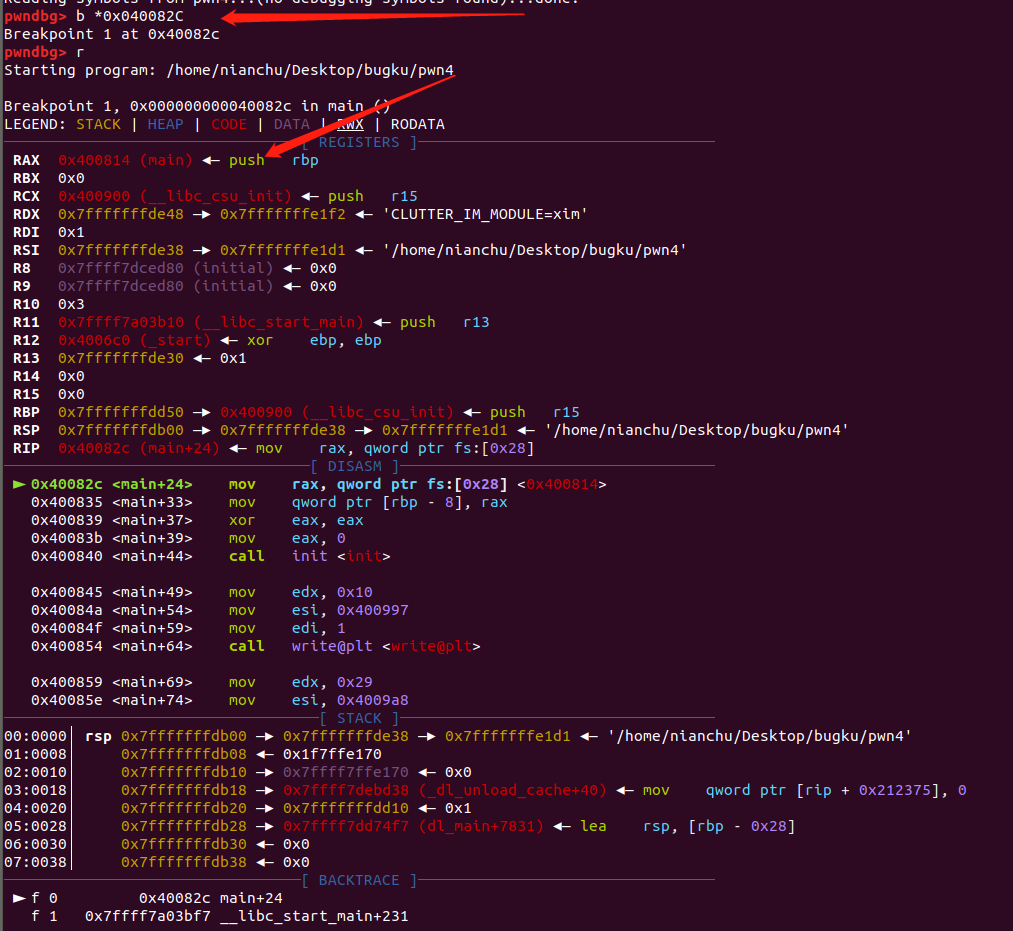 Reading symbols from pwn4...(no debugging symbols found)...done.
pwndbg> b *0x040082C
Breakpoint 1 at 0x40082c
pwndbg> r
Starting program: /home/nianchu/Desktop/bugku/pwn4
Breakpoint 1, 0x000000000040082c in main ()
LEGEND: STACK | HEAP | CODE | DATA | RWX | RODATA
[ REGISTERS ]
RAX  0x400814 (main) ◂— push   rbp
RBX  0x0
RCX  0x400900 (__libc_csu_init) ◂— push   r15
RDX  0x7fffffffde48 —▸ 0x7fffffffe1f2 ◂— 'CLUTTER_IM_MODULE=xim'
RDI  0x1
RSI  0x7fffffffde38 —▸ 0x7fffffffe1d1 ◂— '/home/nianchu/Desktop/bugku/pwn4'
R8   0x7ffff7dced80 (initial) ◂— 0x0
R9   0x7ffff7dced80 (initial) ◂— 0x0
R10  0x3
R11  0x7ffff7a03b10 (__libc_start_main) ◂— push   r13
R12  0x4006c0 (_start) ◂— xor    ebp, ebp
R13  0x7fffffffde30 ◂— 0x1
R14  0x0
R15  0x0
RBP  0x7fffffffdd50 —▸ 0x400900 (__libc_csu_init) ◂— push   r15
RSP  0x7fffffffdb00 —▸ 0x7fffffffde38 —▸ 0x7fffffffe1d1 ◂— '/home/nianchu/Desktop/bugku/pwn4'
RIP  0x40082c (main+24) ◂— mov    rax, qword ptr fs:[0x28]
[ DISASM ]
► 0x40082c <main+24>    mov    rax, qword ptr fs:[0x28] <0x400814>
0x400835 <main+33>    mov    qword ptr [rbp - 8], rax
0x400839 <main+37>    xor    eax, eax
0x40083b <main+39>    mov    eax, 0
0x400840 <main+44>    call   init <init>
0x400845 <main+49>    mov    edx, 0x10
0x40084a <main+54>    mov    esi, 0x400997
0x40084f <main+59>    mov    edi, 1
0x400854 <main+64>    call   write@plt <write@plt>
0x400859 <main+69>    mov    edx, 0x29
0x40085e <main+74>    mov    esi, 0x4009a8
[ STACK ]
00:0000│ rsp 0x7fffffffdb00 —▸ 0x7fffffffde38 —▸ 0x7fffffffe1d1 ◂— '/home/nianchu/Desktop/bugku/pwn4'
01:0008│     0x7fffffffdb08 ◂— 0x1f7ffe170
02:0010│     0x7fffffffdb10 —▸ 0x7ffff7ffe170 ◂— 0x0
03:0018│     0x7fffffffdb18 —▸ 0x7ffff7debd38 (_dl_unload_cache+40) ◂— mov    qword ptr [rip + 0x212375], 0
04:0020│     0x7fffffffdb20 —▸ 0x7fffffffdd10 ◂— 0x1
05:0028│     0x7fffffffdb28 —▸ 0x7ffff7dd74f7 (dl_main+7831) ◂— lea    rsp, [rbp - 0x28]
06:0030│     0x7fffffffdb30 ◂— 0x0
07:0038│     0x7fffffffdb38 ◂— 0x0
[ BACKTRACE ]
► f 0         0x40082c main+24
f 1   0x7ffff7a03bf7 __libc_start_main+231